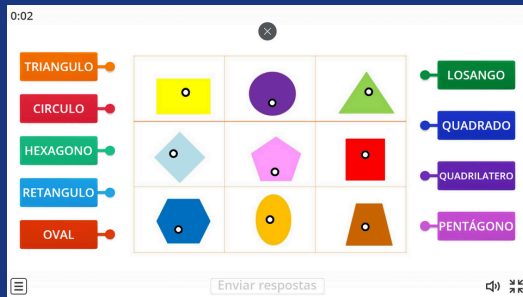 0:02
TRIANGULO
CIRCULO
HEXAGONO
RETANGULO
OVAL
LOSANGO
QUADRADO
QUADRILATERO
PENTÁGONO
Enviar respostas